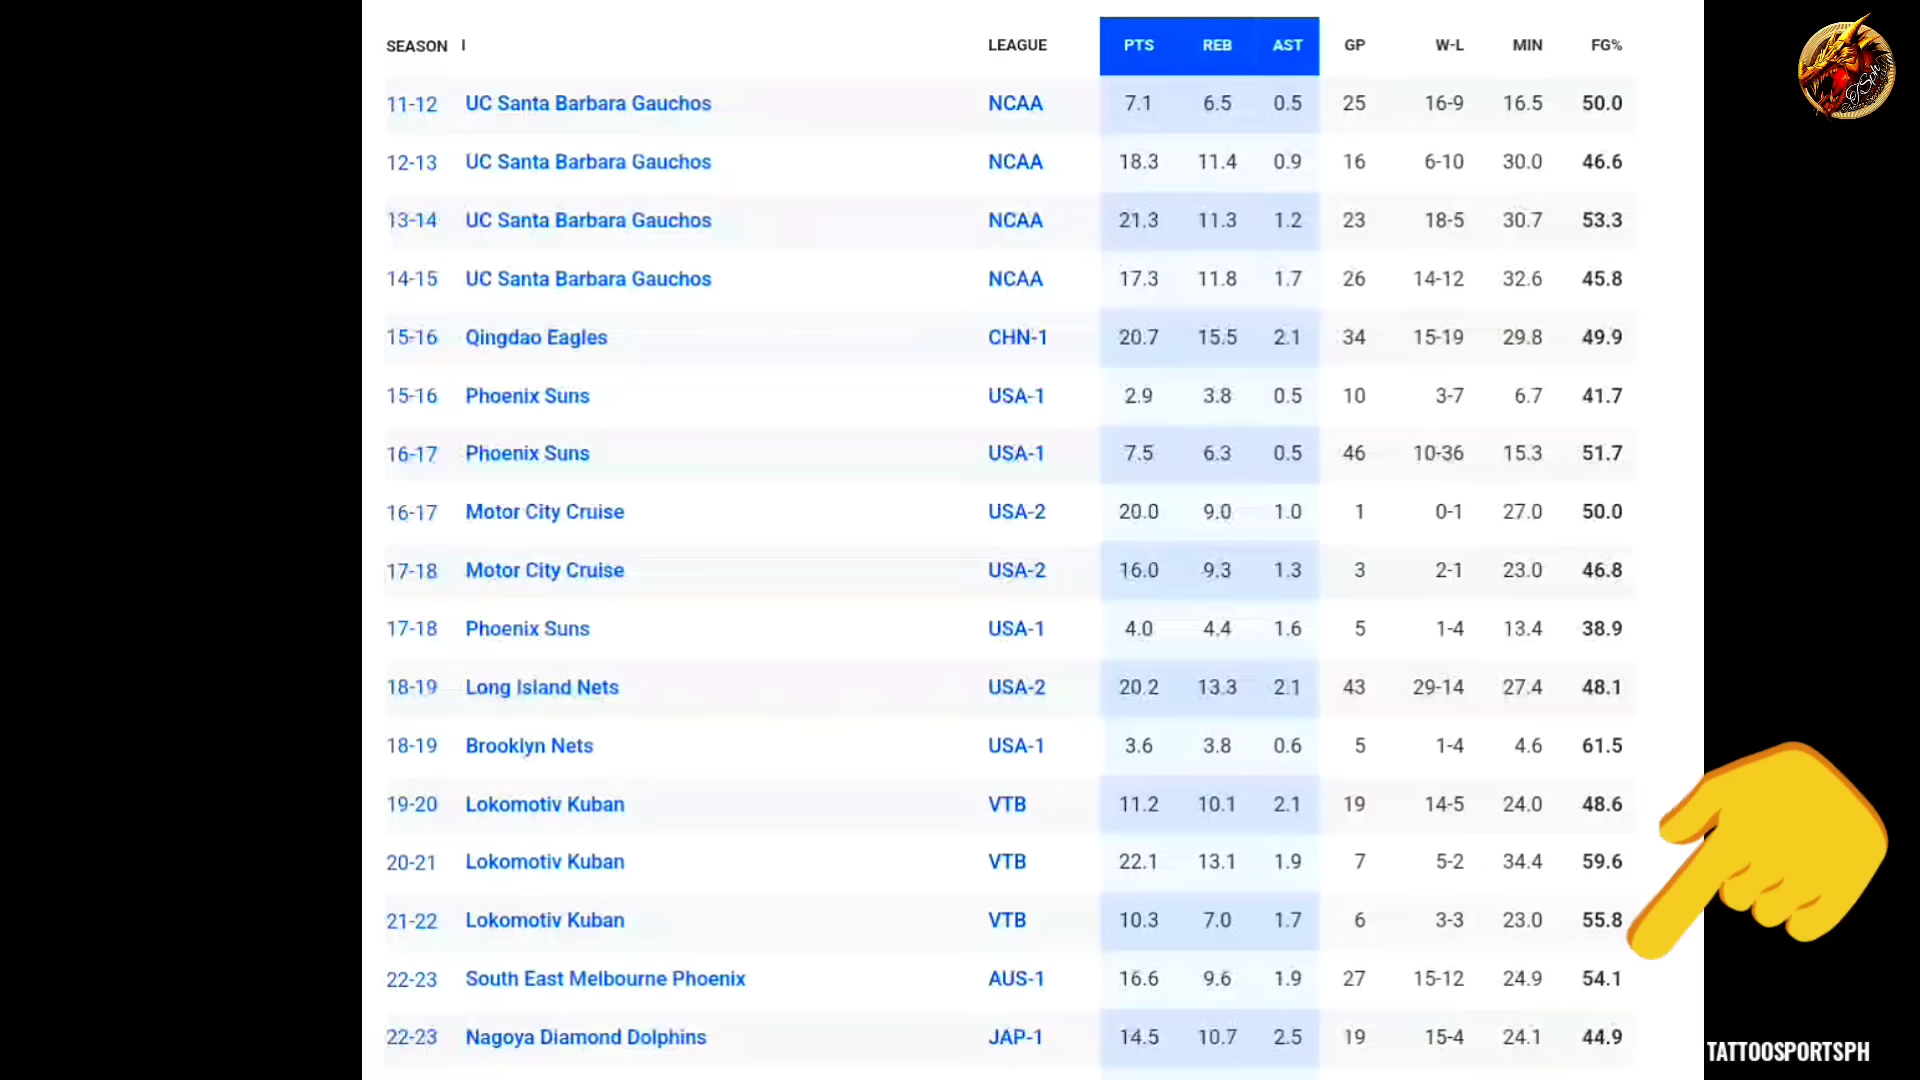 SEASON LEAGUE PTS REB AST GP W-L MIN FG%
11-12 UC Santa Barbara Gauchos NCAA 7.1 6.5 0.5 25 16-9 16.5 50.0
12-13 UC Santa Barbara Gauchos NCAA 18.3 11.4 0.9 16 6-10 30.0 46.6
13-14 UC Santa Barbara Gauchos NCAA 21.3 11.3 1.2 23 18-5 30.7 53.3
14-15 UC Santa Barbara Gauchos NCAA 17.3 11.8 1.7 26 14-12 32.6 45.8
15-16 Qingdao Eagles CHN-1 20.7 15.5 2.1 34 15-19 29.8 49.9
15-16 Phoenix Suns USA-1 2.9 3.8 0.5 10 3-7 6.7 41.7
16-17 Phoenix Suns USA-1 7.5 6.3 0.5 46 10-36 15.3 51.7
16-17 Motor City Cruise USA-2 20.0 9.0 1.0 1 0-1 27.0 50.0
17-18 Motor City Cruise USA-2 16.0 9.3 1.3 3 2-1 23.0 46.8
17-18 Phoenix Suns USA-1 4.0 4.4 1.6 5 1-4 13.4 38.9
18-19 Long Island Nets USA-2 20.2 13.3 2.1 43 29-14 27.4 48.1
18-19 Brooklyn Nets USA-1 3.6 3.8 0.6 5 1-4 4.6 61.5
19-20 Lokomotiv Kuban VTB 11.2 10.1 2.1 19 14-5 24.0 48.6
20-21 Lokomotiv Kuban VTB 22.1 13.1 1.9 7 5-2 34.4 59.6
21-22 Lokomotiv Kuban VTB 10.3 7.0 1.7 6 3-3 23.0 55.8
22-23 South East Melbourne Phoenix AUS-1 16.6 9.6 1.9 27 15-12 24.9 54.1
22-23 Nagoya Diamond Dolphins JAP-1 14.5 10.7 2.5 19 15-4 24.1 44.9
TATTOOSPORTSPH